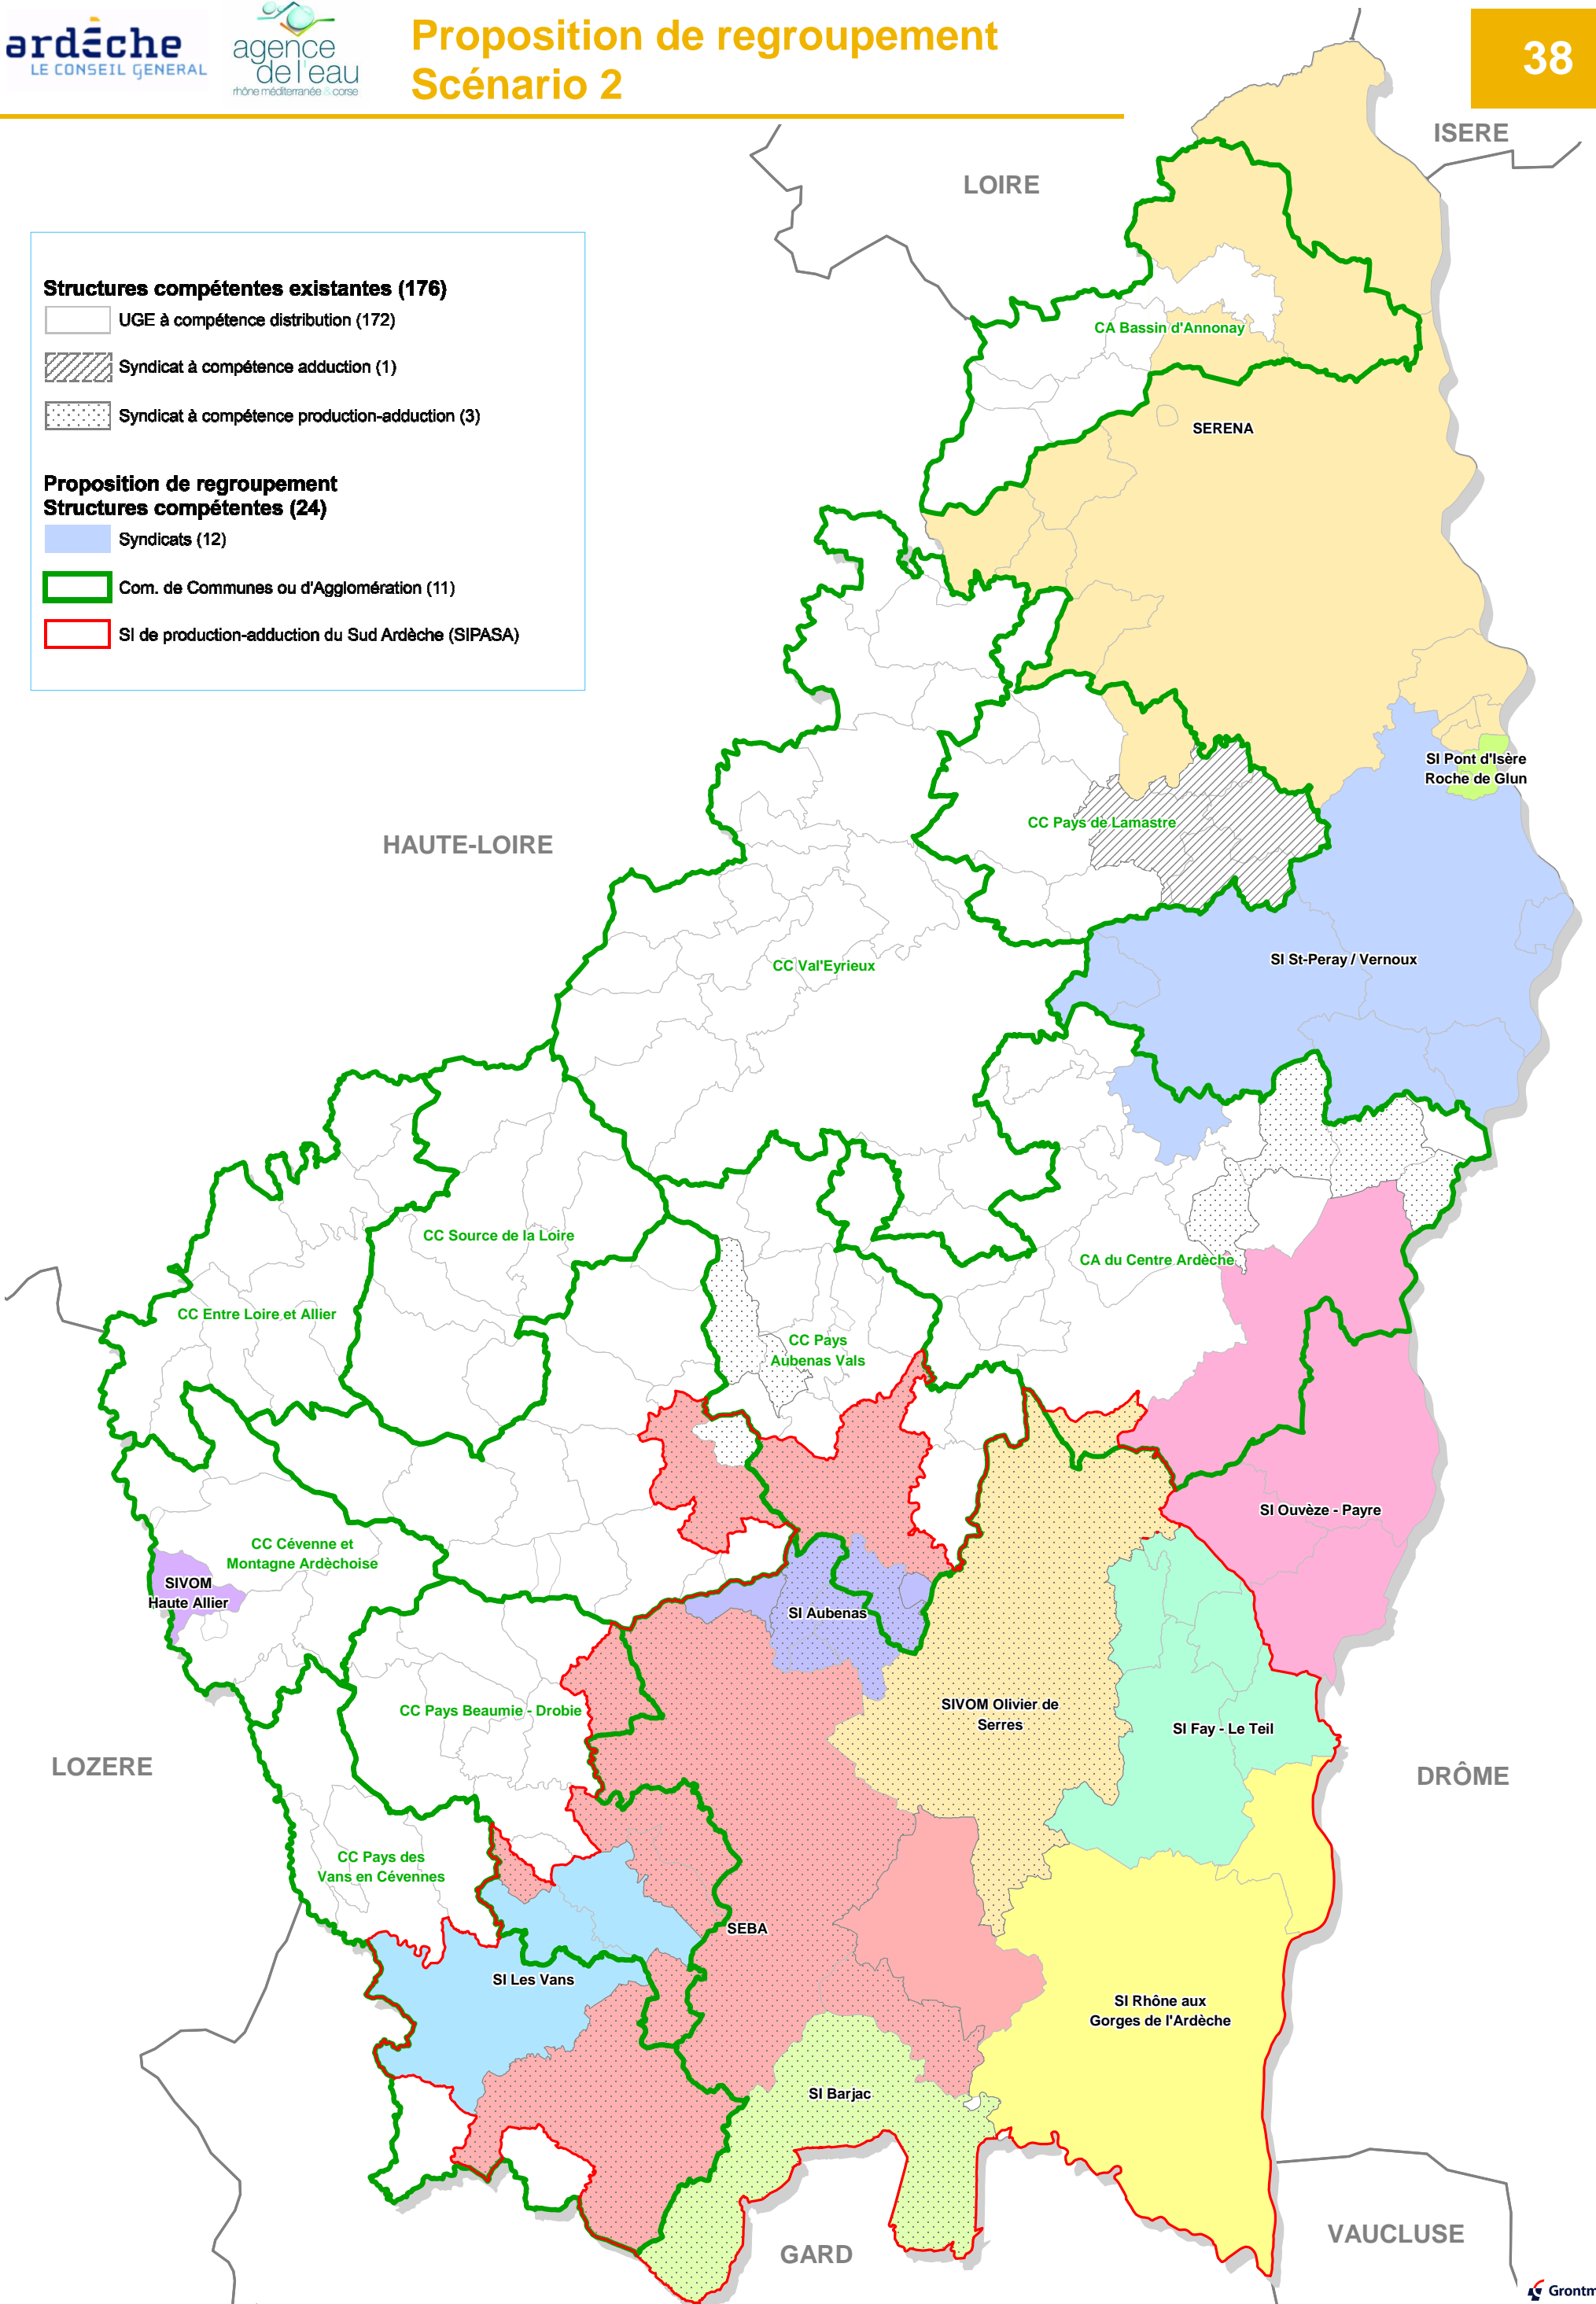 ardèche
LE CONSEIL GENERAL
agence
de l'eau
rhône méditerranée & corse
Proposition de regroupement
Scénario 2
38
ISERE
LOIRE
Structures compétentes existantes (176)
UGE à compétence distribution (172)
Syndicat à compétence adduction (1)
Syndicat à compétence production-adduction (3)
Proposition de regroupement
Structures compétentes (24)
Syndicats (12)
Com. de Communes ou d'Agglomération (11)
SI de production-adduction du Sud Ardèche (SIPASA)
CA Bassin d'Annonay
SERENA
SI Pont d'Isère
Roche de Glun
HAUTE-LOIRE
CC Pays de Lamastre
CC Val'Eyrieux
SI St-Peray / Vernoux
CC Source de la Loire
CA du Centre Ardèche
CC Entre Loire et Allier
CC Pays
Aubenas Vals
SI Ouvèze - Payre
CC Cévenne et
Montagne Ardèchoise
SIVOM
Haute Allier
SI Aubenas
SIVOM Olivier de
Serres
CC Pays Beaumie - Drobie
SI Fay - Le Teil
LOZERE
DRÔME
CC Pays des
Vans en Cévennes
SEBA
SI Les Vans
SI Rhône aux
Gorges de l'Ardèche
SI Barjac
GARD
VAUCLUSE
Grontm